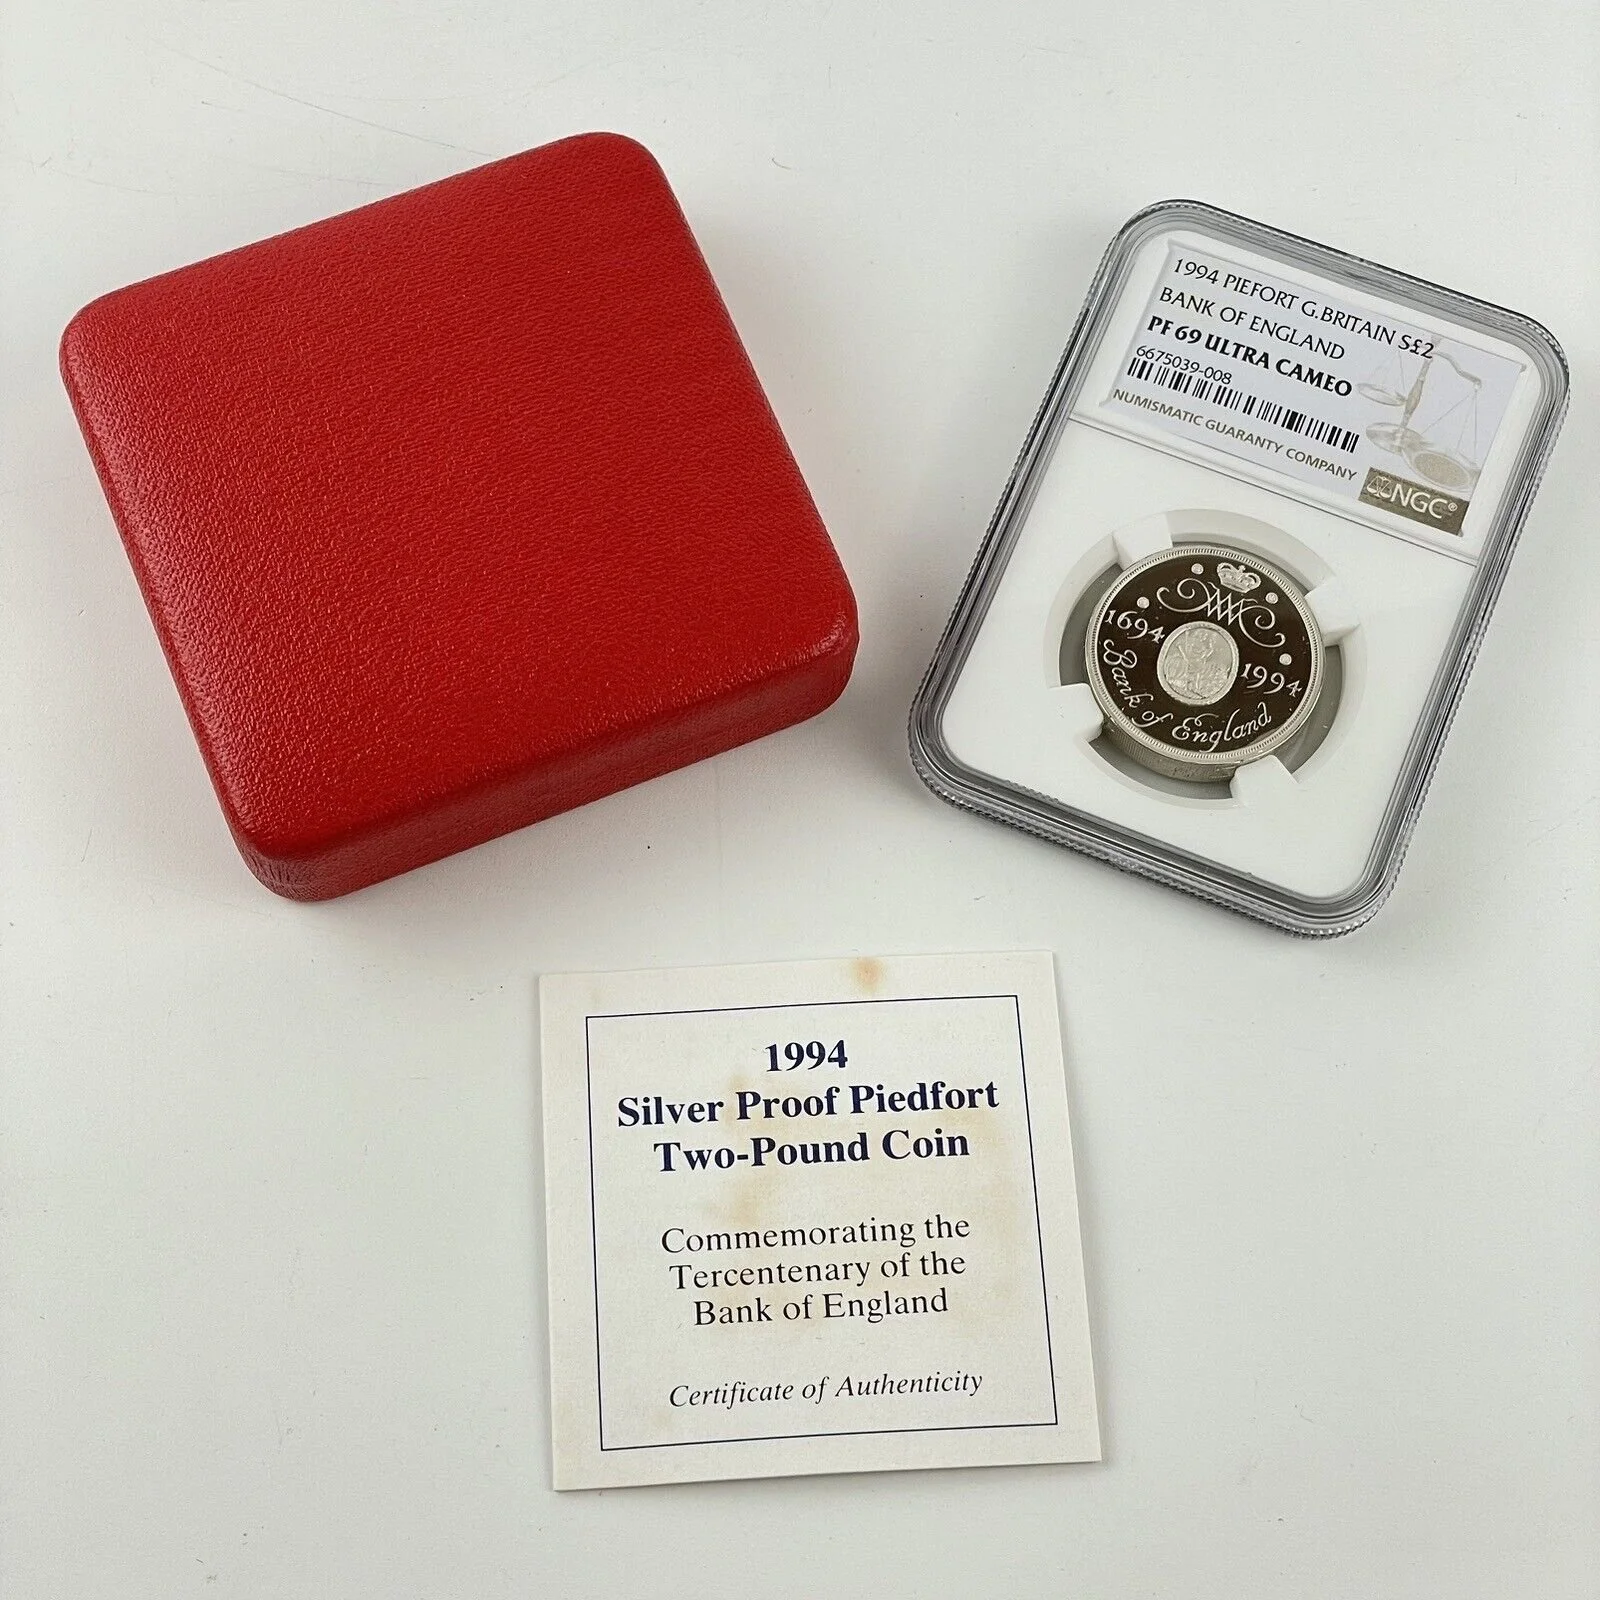 1994 PIEFORT G.BRITAIN S£2
BANK OF ENGLAND
PF 69 ULTRA CAMEO
6675039-008
NUMISMATIC GUARANTY COMPANY
NGC®
1694 1994
Bank of England
1994
Silver Proof Piedfort
Two-Pound Coin
Commemorating the
Tercentenary of the
Bank of England
Certificate of Authenticity